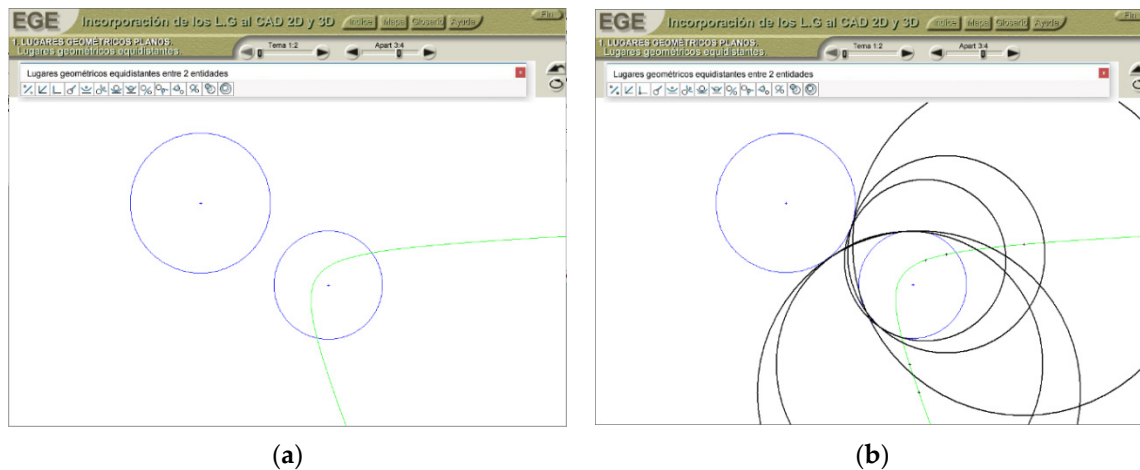 EGE Incorporación de los L.G al CAD 2D y 3D Indice Mapa Glosario Ayuda Fin
1. LUGARES GEOMÉTRICOS PLANOS.
Lugares geométricos equidistantes.
Tema 1:2 Apart 3:4
Lugares geométricos equidistantes entre 2 entidades
(a)
EGE Incorporación de los L.G al CAD 2D y 3D Indice Mapa Glosario Ayuda Fin
1. LUGARES GEOMÉTRICOS PLANOS.
Lugares geométricos equidistantes.
Tema 1:2 Apart 3:4
Lugares geométricos equidistantes entre 2 entidades
(b)